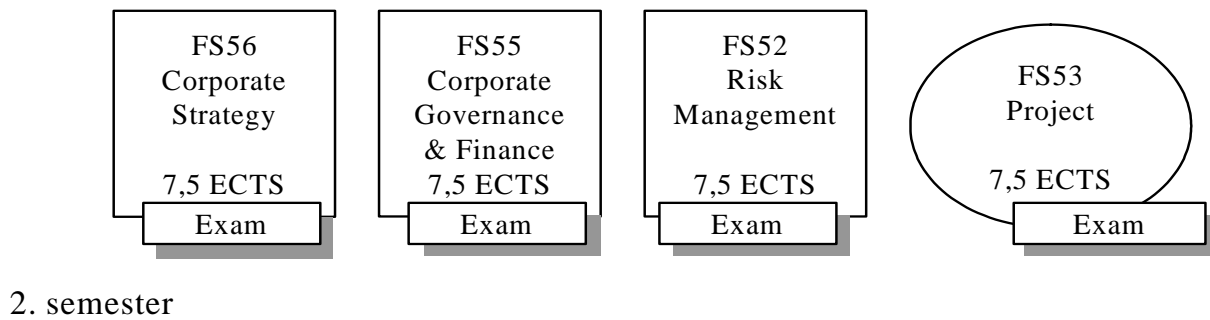 FS56
Corporate
Strategy
7,5 ECTS
Exam
FS55
Corporate
Governance
& Finance
7,5 ECTS
Exam
FS52
Risk
Management
7,5 ECTS
Exam
FS53
Project
7,5 ECTS
Exam
2. semester